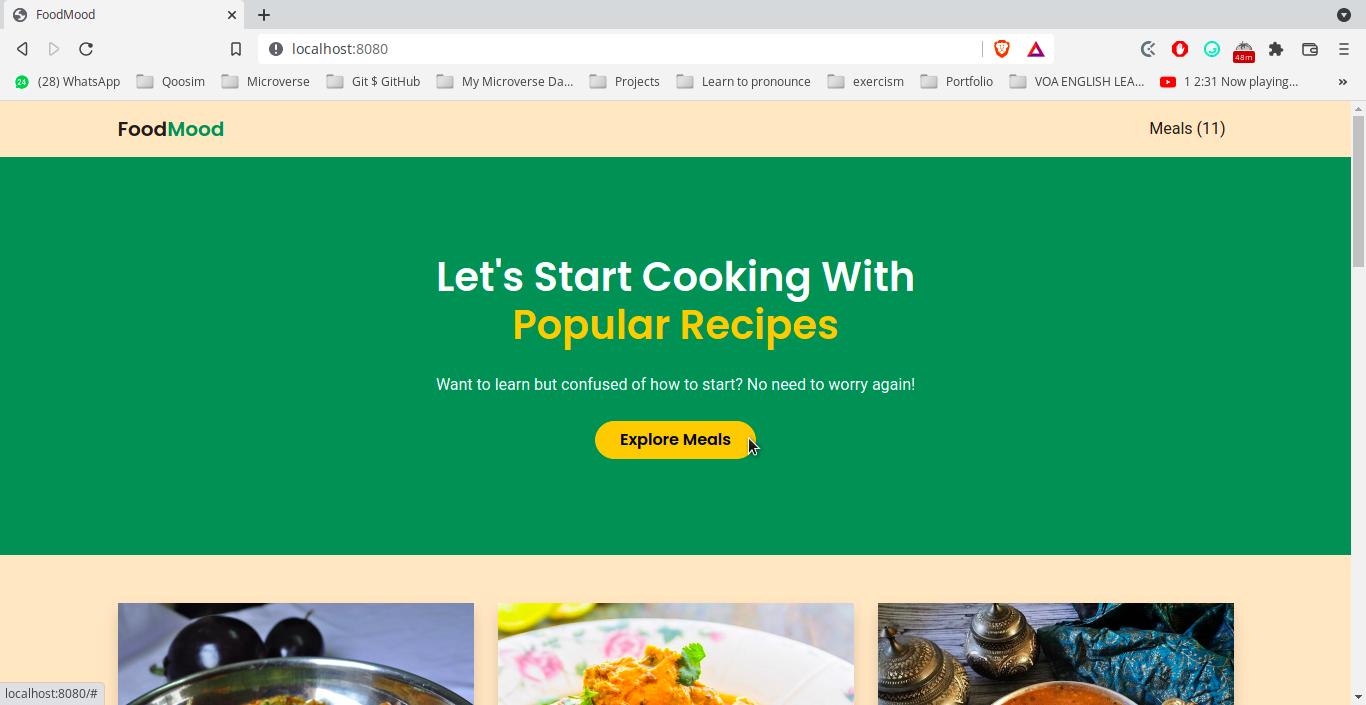 FoodMood
localhost:8080
48m
24 (28) WhatsApp Qoosim Microverse Git $ GitHub My Microverse Da... Projects Learn to pronounce exercism Portfolio VOA ENGLISH LEA... 1 2:31 Now playing... »
FoodMood Meals (11)
Let's Start Cooking With
Popular Recipes
Want to learn but confused of how to start? No need to worry again!
Explore Meals
localhost:8080/#